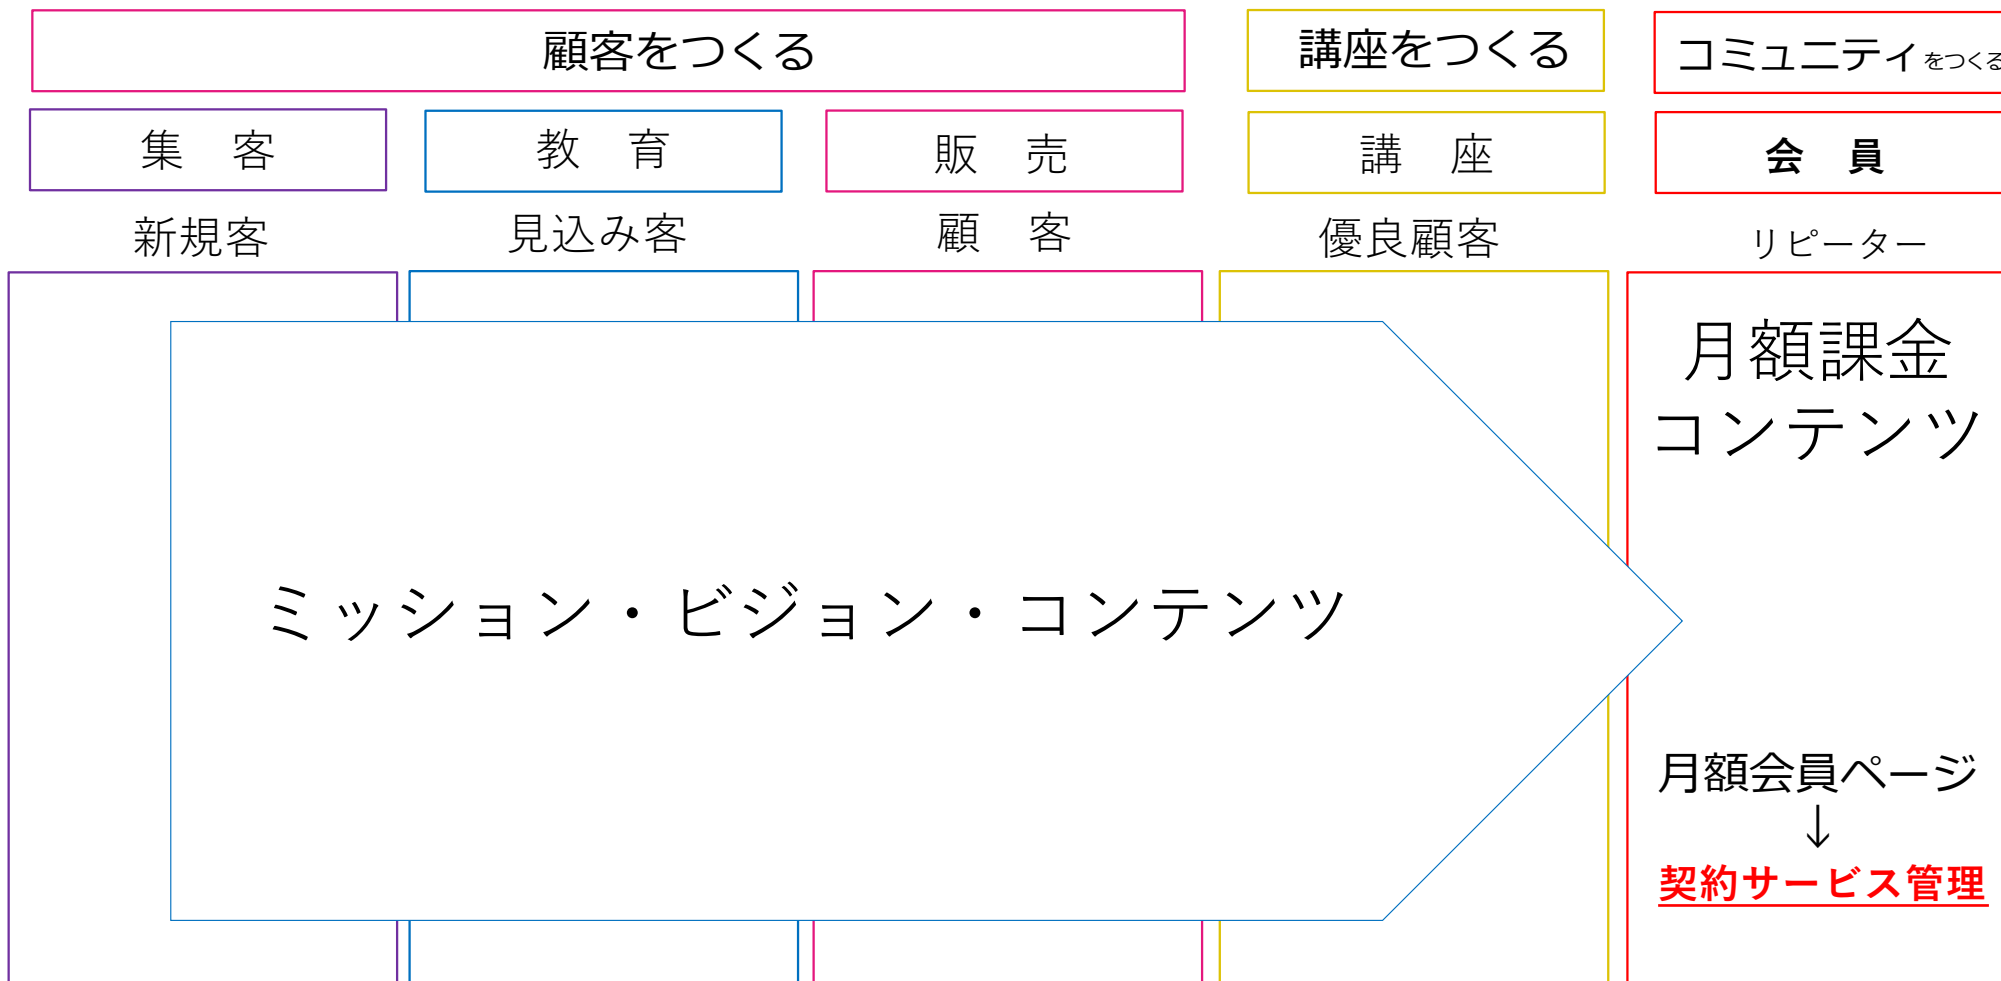 顧客をつくる
講座をつくる
コミュニティをつくる
集　客
教　育
販　売
講　座
会　員
新規客
見込み客
顧　客
優良顧客
リピーター
月額課金
コンテンツ
ミッション・ビジョン・コンテンツ
月額会員ページ
↓
契約サービス管理